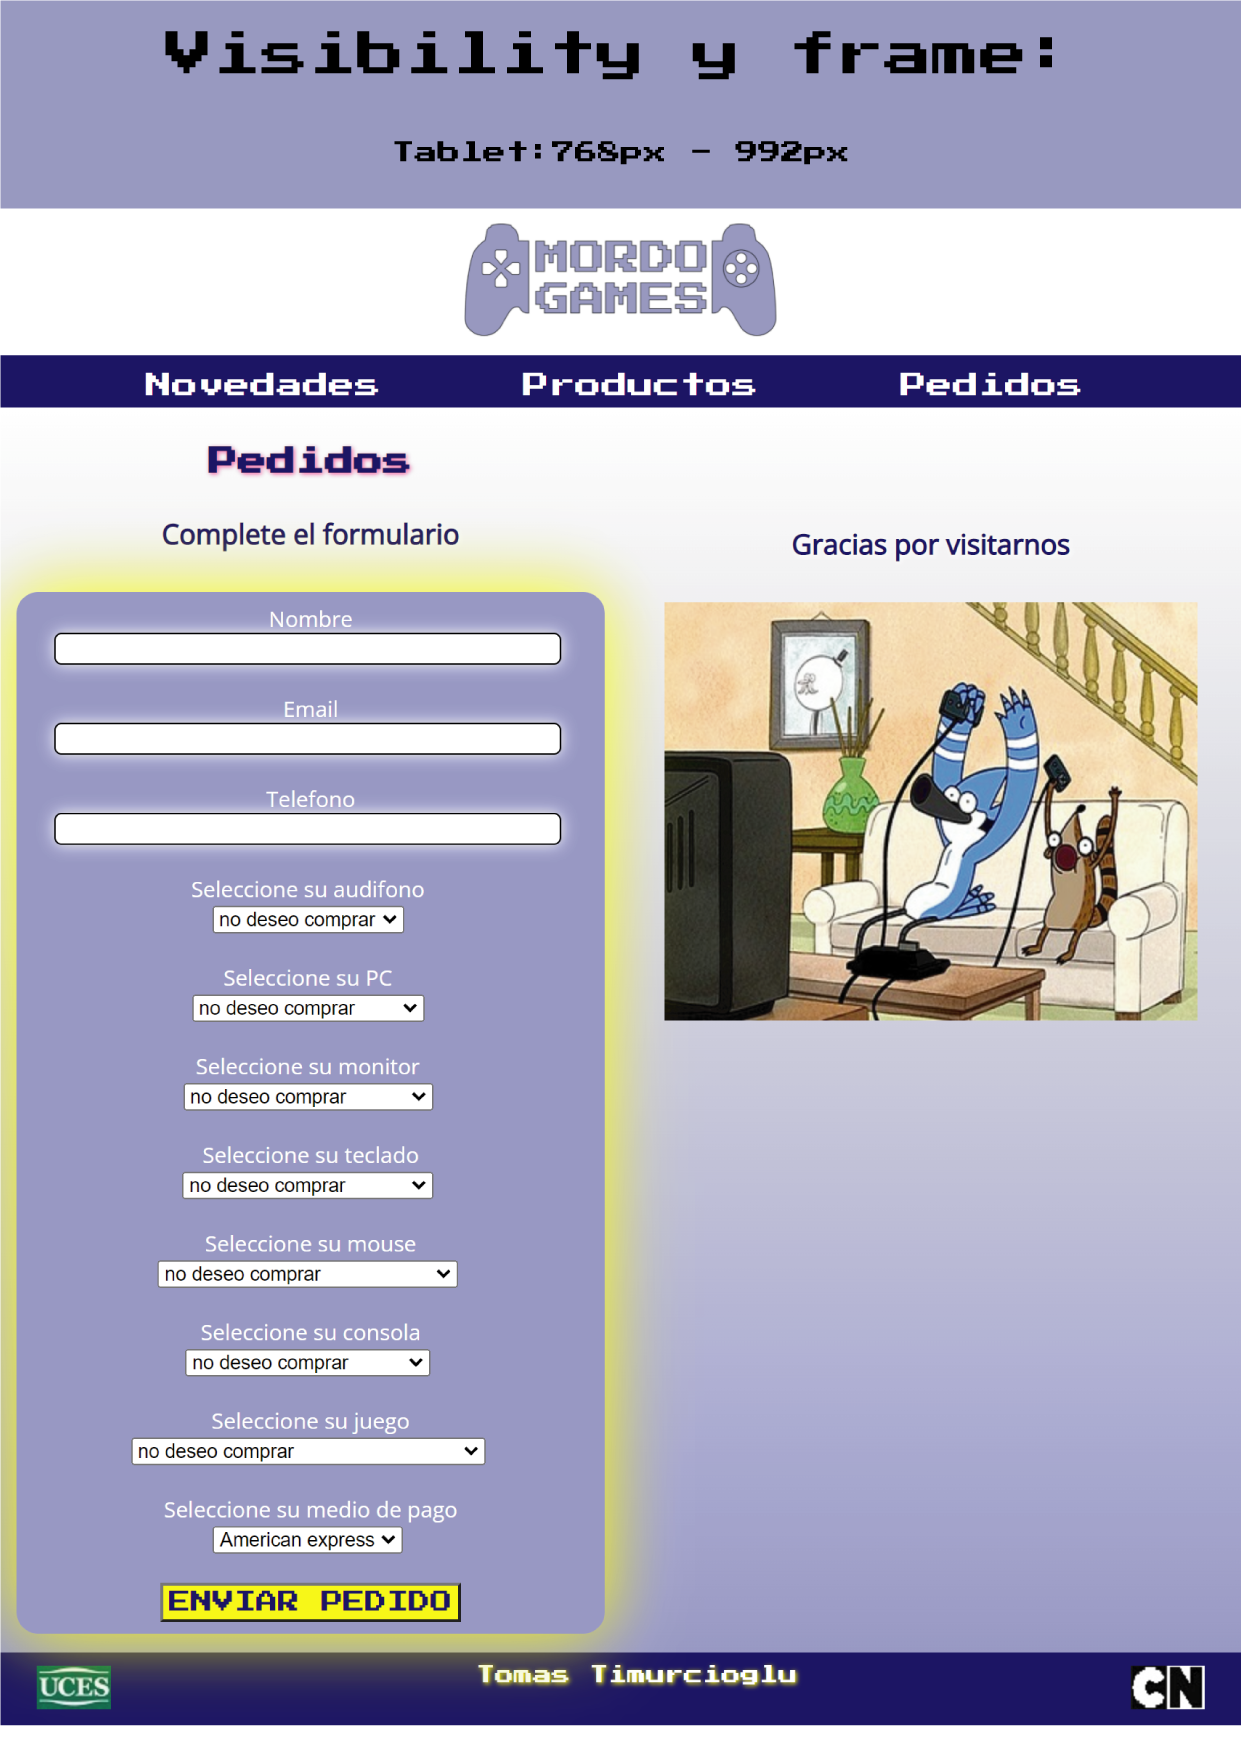 Visibility y frame:
Tablet:768px - 992px
MORDO
GAMES
Novedades Productos Pedidos
Pedidos
Complete el formulario
Nombre
Email
Telefono
Seleccione su audifono
no deseo comprar
Seleccione su PC
no deseo comprar
Seleccione su monitor
no deseo comprar
Seleccione su teclado
no deseo comprar
Seleccione su mouse
no deseo comprar
Seleccione su consola
no deseo comprar
Seleccione su juego
no deseo comprar
Seleccione su medio de pago
American express
ENVIAR PEDIDO
Gracias por visitarnos
UCES
Tomas Timurcioglu
CN